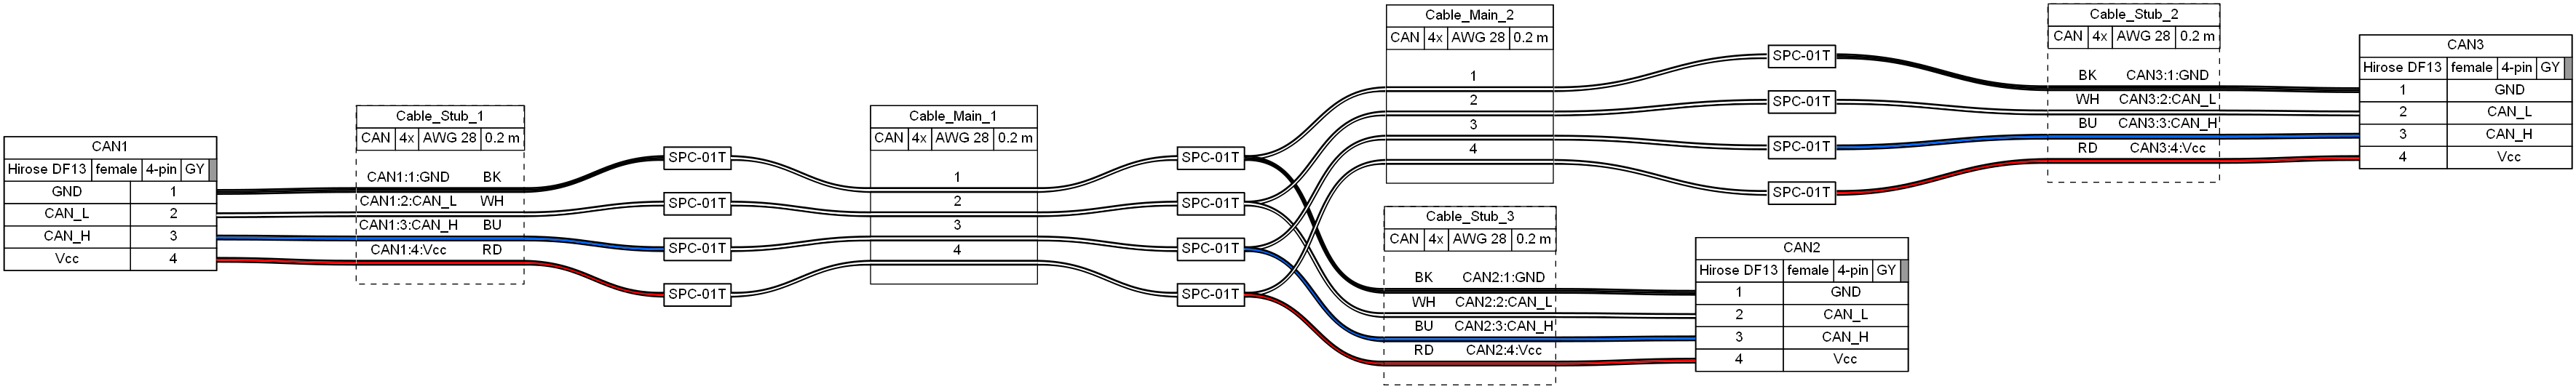 CAN1
Hirose DF13 female 4-pin GY
GND 1
CAN_L 2
CAN_H 3
Vcc 4
Cable_Stub_1
CAN 4x AWG 28 0.2 m
CAN1:1:GND BK
CAN1:2:CAN_L WH
CAN1:3:CAN_H BU
CAN1:4:Vcc RD
SPC-01T
SPC-01T
SPC-01T
SPC-01T
Cable_Main_1
CAN 4x AWG 28 0.2 m
1
2
3
4
SPC-01T
SPC-01T
SPC-01T
SPC-01T
Cable_Main_2
CAN 4x AWG 28 0.2 m
1
2
3
4
Cable_Stub_3
CAN 4x AWG 28 0.2 m
BK CAN2:1:GND
WH CAN2:2:CAN_L
BU CAN2:3:CAN_H
RD CAN2:4:Vcc
CAN2
Hirose DF13 female 4-pin GY
1 GND
2 CAN_L
3 CAN_H
4 Vcc
SPC-01T
SPC-01T
SPC-01T
SPC-01T
Cable_Stub_2
CAN 4x AWG 28 0.2 m
BK CAN3:1:GND
WH CAN3:2:CAN_L
BU CAN3:3:CAN_H
RD CAN3:4:Vcc
CAN3
Hirose DF13 female 4-pin GY
1 GND
2 CAN_L
3 CAN_H
4 Vcc